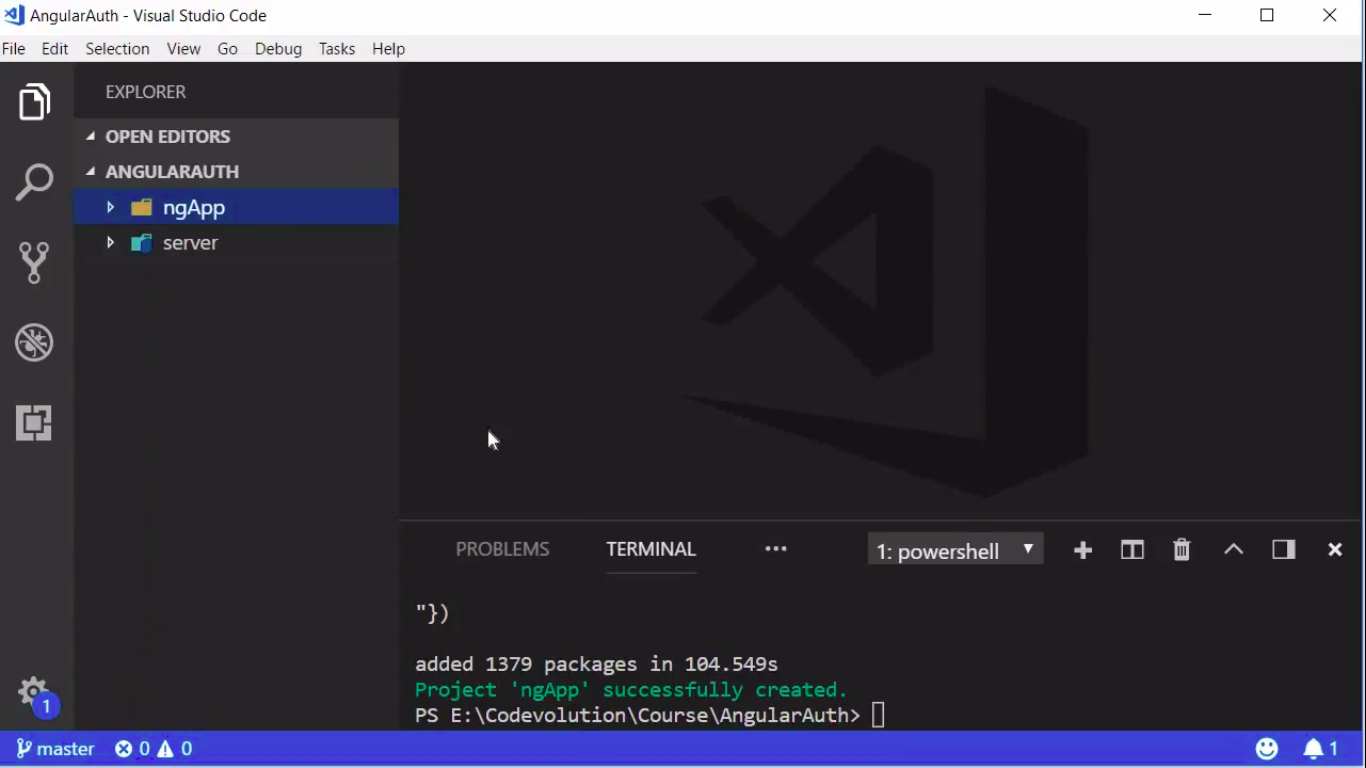 AngularAuth - Visual Studio Code
File Edit Selection View Go Debug Tasks Help
EXPLORER
OPEN EDITORS
ANGULARAUTH
ngApp
server
PROBLEMS TERMINAL ••• 1: powershell
"})
added 1379 packages in 104.549s
Project 'ngApp' successfully created.
PS E:\Codevolution\Course\AngularAuth>
1
master 0 0 1